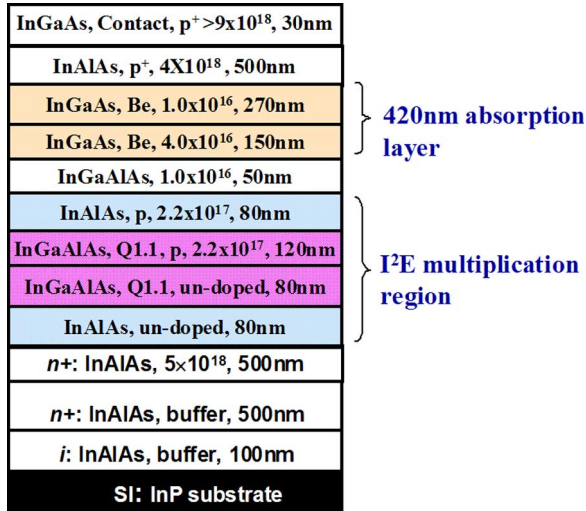 InGaAs, Contact, p⁺ >9x10¹⁸, 30nm
InAlAs, p⁺, 4X10¹⁸, 500nm
InGaAs, Be, 1.0x10¹⁶, 270nm
InGaAs, Be, 4.0x10¹⁶, 150nm
420nm absorption
layer
InGaAlAs, 1.0x10¹⁶, 50nm
InAlAs, p, 2.2x10¹⁷, 80nm
InGaAlAs, Q1.1, p, 2.2x10¹⁷, 120nm
InGaAlAs, Q1.1, un-doped, 80nm
InAlAs, un-doped, 80nm
I²E multiplication
region
n+: InAlAs, 5×10¹⁸, 500nm
n+: InAlAs, buffer, 500nm
i: InAlAs, buffer, 100nm
SI: InP substrate